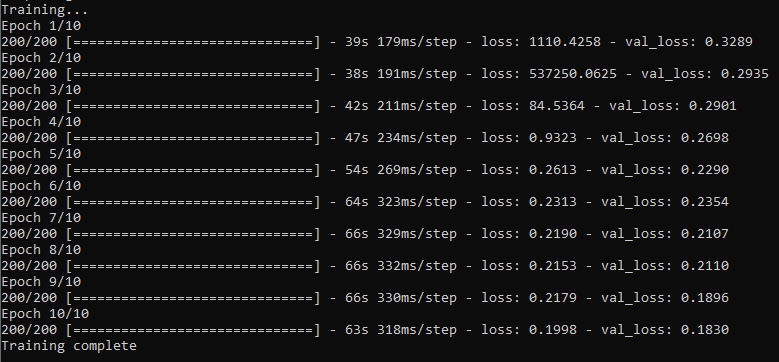 Training...
Epoch 1/10
200/200 [==============================] - 39s 179ms/step - loss: 1110.4258 - val_loss: 0.3289
Epoch 2/10
200/200 [==============================] - 38s 191ms/step - loss: 537250.0625 - val_loss: 0.2935
Epoch 3/10
200/200 [==============================] - 42s 211ms/step - loss: 84.5364 - val_loss: 0.2901
Epoch 4/10
200/200 [==============================] - 47s 234ms/step - loss: 0.9323 - val_loss: 0.2698
Epoch 5/10
200/200 [==============================] - 54s 269ms/step - loss: 0.2613 - val_loss: 0.2290
Epoch 6/10
200/200 [==============================] - 64s 323ms/step - loss: 0.2313 - val_loss: 0.2354
Epoch 7/10
200/200 [==============================] - 66s 329ms/step - loss: 0.2190 - val_loss: 0.2107
Epoch 8/10
200/200 [==============================] - 66s 332ms/step - loss: 0.2153 - val_loss: 0.2110
Epoch 9/10
200/200 [==============================] - 66s 330ms/step - loss: 0.2179 - val_loss: 0.1896
Epoch 10/10
200/200 [==============================] - 63s 318ms/step - loss: 0.1998 - val_loss: 0.1830
Training complete